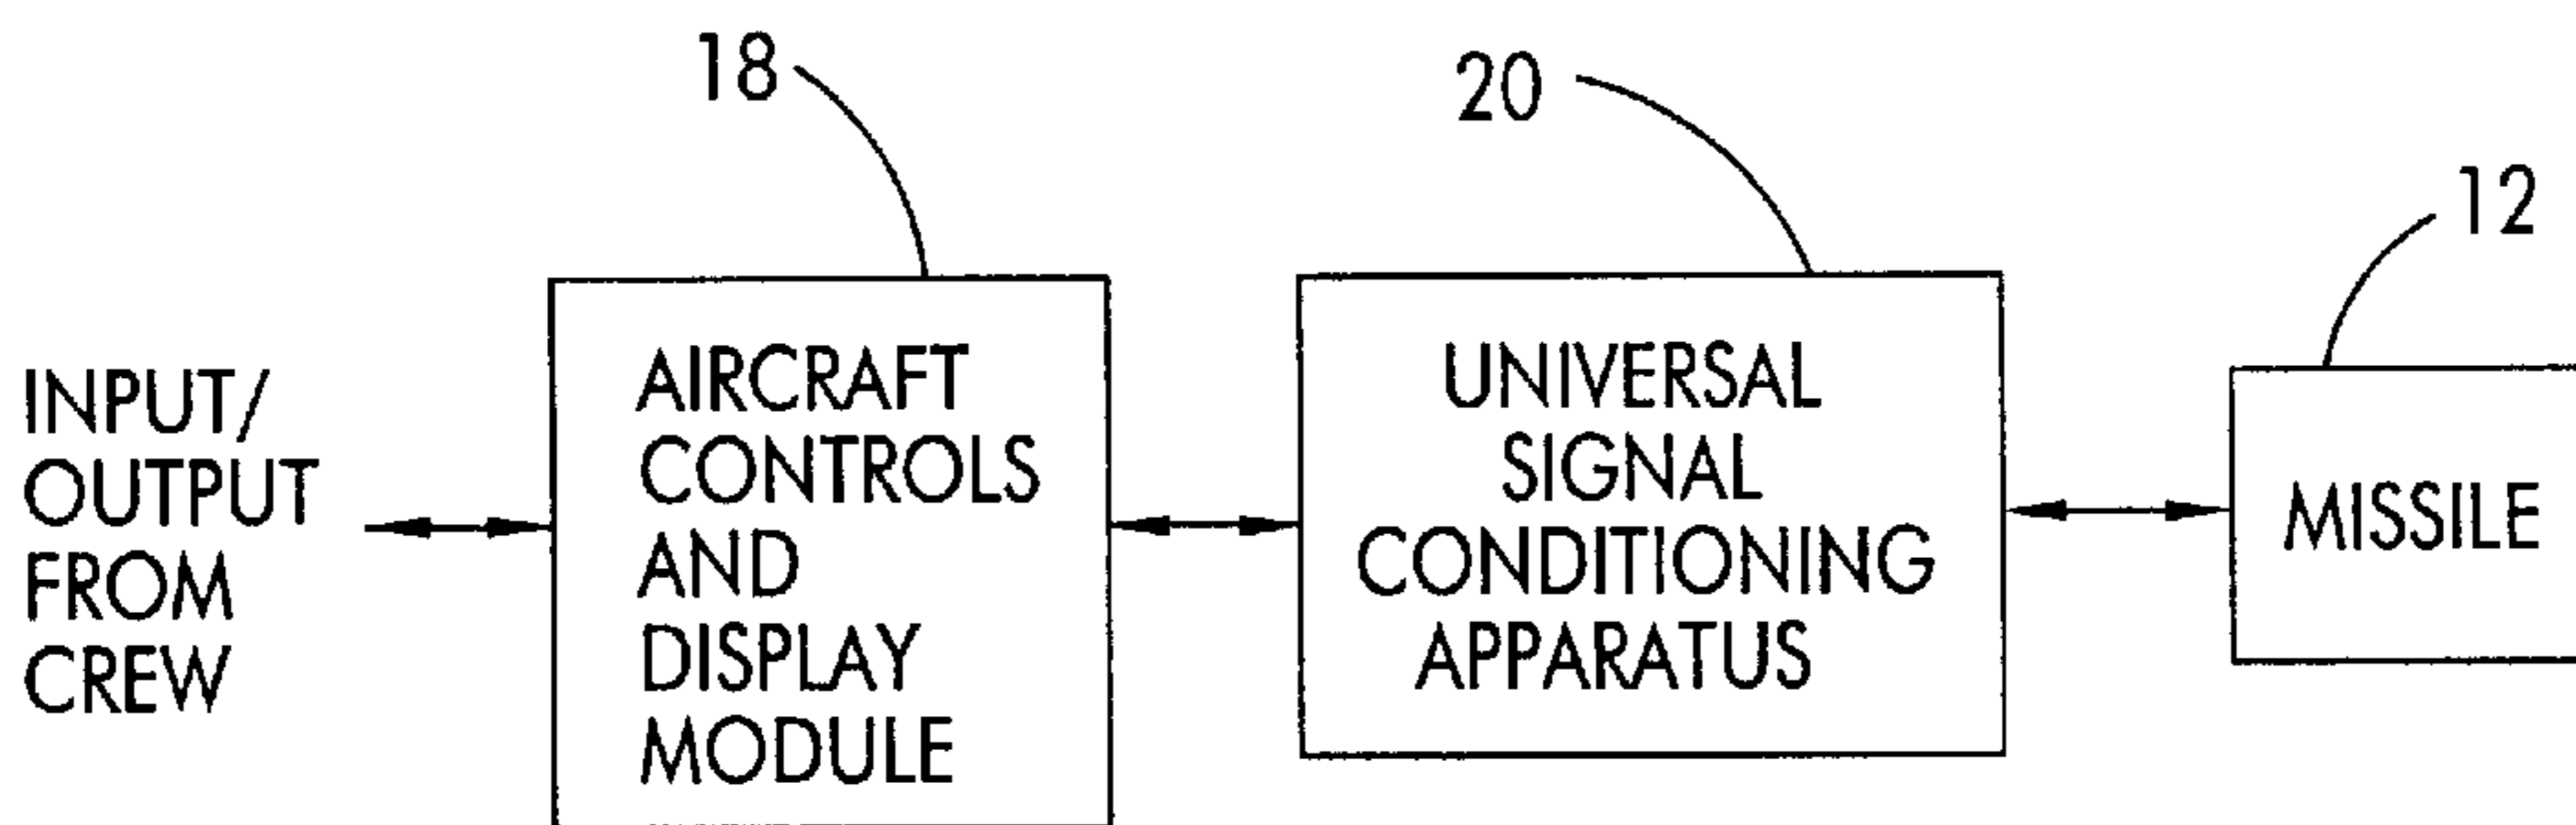 18
20
12
INPUT/
OUTPUT
FROM
CREW
AIRCRAFT
CONTROLS
AND
DISPLAY
MODULE
UNIVERSAL
SIGNAL
CONDITIONING
APPARATUS
MISSILE